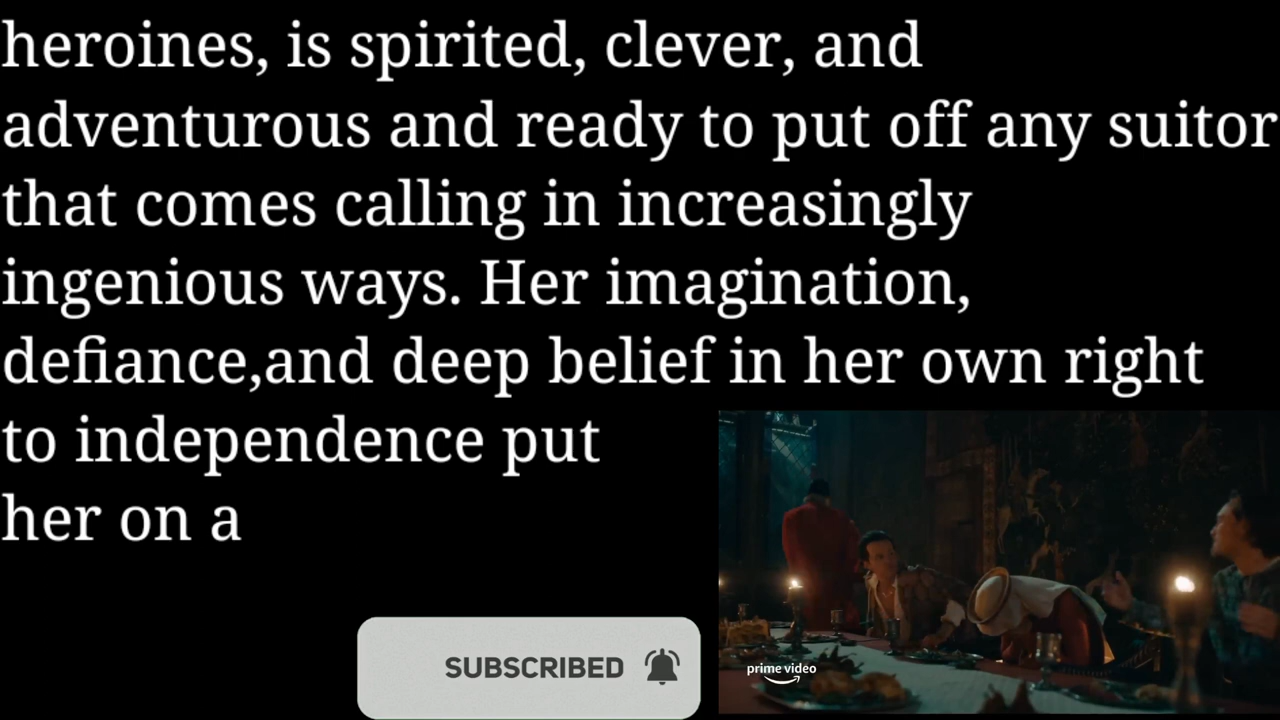 heroines, is spirited, clever, and
adventurous and ready to put off any suitor
that comes calling in increasingly
ingenious ways. Her imagination,
defiance,and deep belief in her own right
to independence put
her on a
SUBSCRIBED
prime video